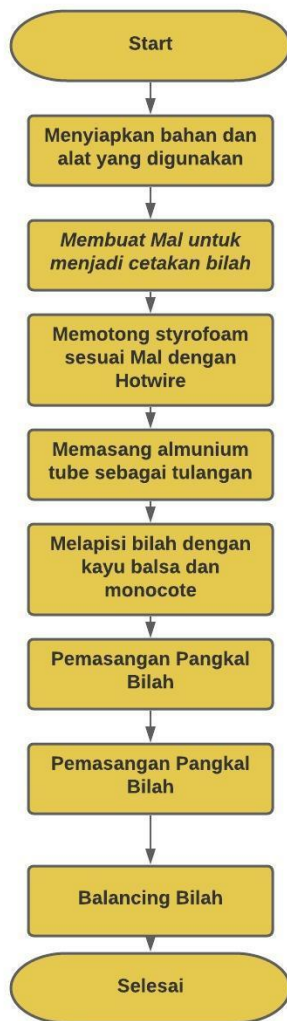 Start
Menyiapkan bahan dan
alat yang digunakan
Membuat Mal untuk
menjadi cetakan bilah
Memotong styrofoam
sesuai Mal dengan
Hotwire
Memasang almunium
tube sebagai tulangan
Melapisi bilah dengan
kayu balsa dan
monocote
Pemasangan Pangkal
Bilah
Pemasangan Pangkal
Bilah
Balancing Bilah
Selesai